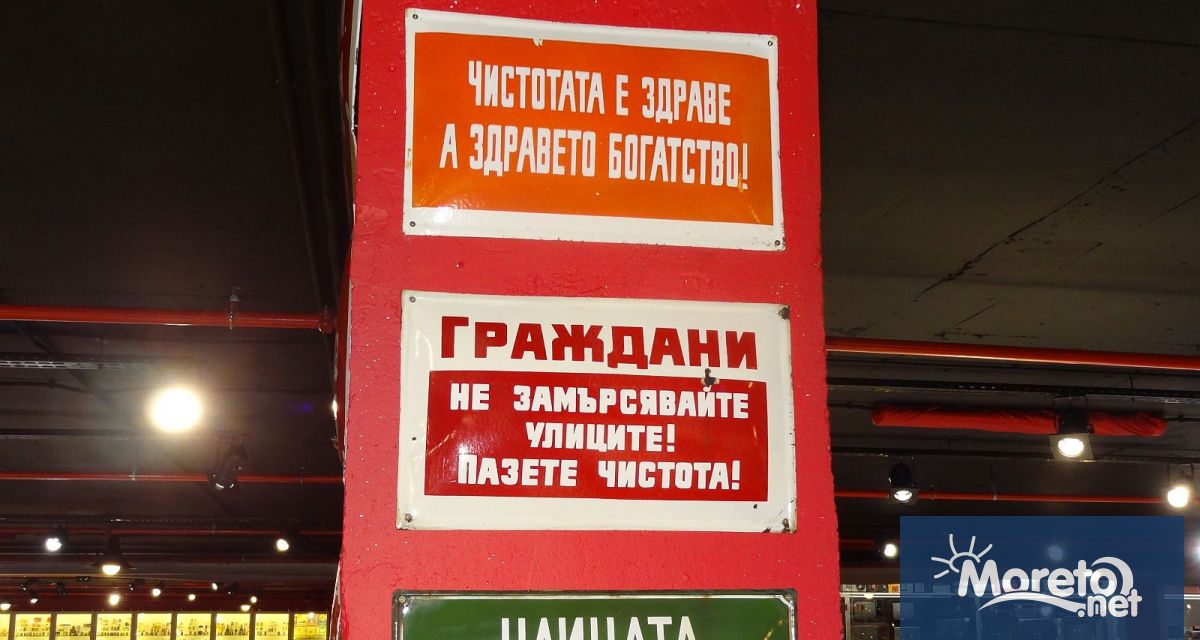 ЧИСТОТАТА Е ЗДРАВЕ
А ЗДРАВЕТО БОГАТСТВО!
ГРАЖДАНИ
НЕ ЗАМЪРСЯВАЙТЕ
УЛИЦИТЕ!
ПАЗЕТЕ ЧИСТОТА!
Moreto
.net